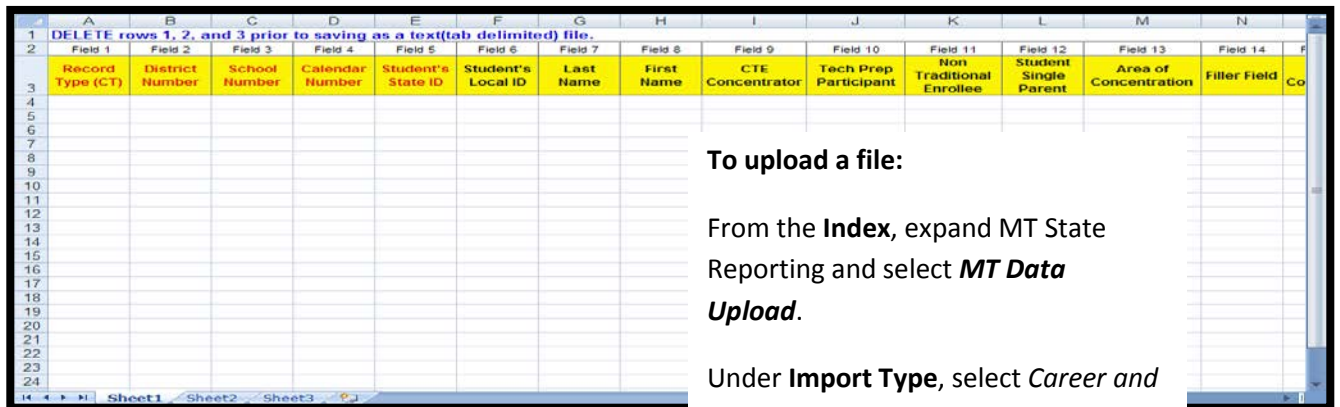 A B C D E F G H I J K L M N
1 DELETE rows 1, 2, and 3 prior to saving as a text(tab delimited) file.
2 Field 1 Field 2 Field 3 Field 4 Field 5 Field 6 Field 7 Field 8 Field 9 Field 10 Field 11 Field 12 Field 13 Field 14 F
3 Record Type (CT) District Number School Number Calendar Number Student's State ID Student's Local ID Last Name First Name CTE Concentrator Tech Prep Participant Non Traditional Enrollee Student Single Parent Area of Concentration Filler Field Co
4
5
6
7
8
9
10
11
12
13
14
15
16
17
18
19
20
21
22
23
24
To upload a file:
From the Index, expand MT State
Reporting and select MT Data
Upload.
Under Import Type, select Career and
Sheet1 Sheet2 Sheet3